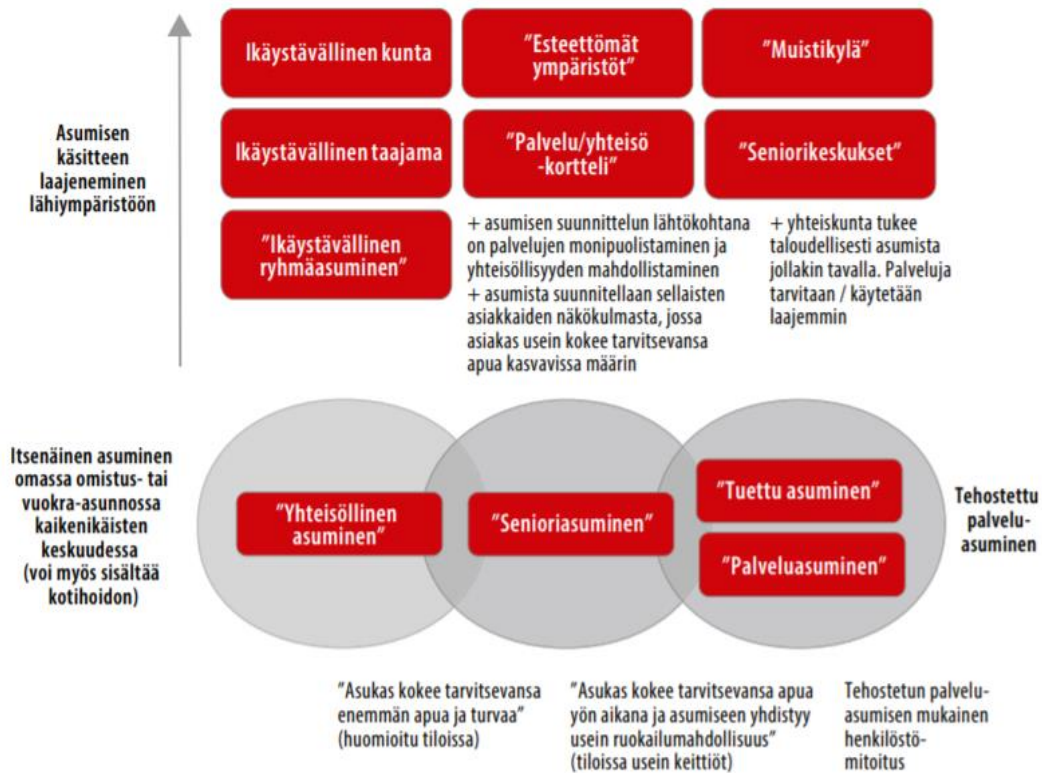 Ikäystävällinen kunta
"Esteettömät
ympäristöt"
"Muistikylä"
Asumisen
käsitteen
laajeneminen
lähiympäristöön
Ikäystävällinen taajama
"Palvelu/yhteisö
-kortteli"
"Seniorikeskukset"
"Ikäystävällinen
ryhmäasuminen"
+ asumisen suunnittelun lähtökohtana
on palvelujen monipuolistaminen ja
yhteisöllisyyden mahdollistaminen
+ asumista suunnitellaan sellaisten
asiakkaiden näkökulmasta, jossa
asiakas usein kokee tarvitsevansa
apua kasvavissa määrin
+ yhteiskunta tukee
taloudellisesti asumista
jollakin tavalla. Palveluja
tarvitaan / käytetään
laajemmin
Itsenäinen asuminen
omassa omistus- tai
vuokra-asunnossa
kaikenikäisten
keskuudessa
(voi myös sisältää
kotihoidon)
"Yhteisöllinen
asuminen"
"Senioriasuminen"
"Tuettu asuminen"
"Palveluasuminen"
Tehostettu
palvelu-
asuminen
"Asukas kokee tarvitsevansa
enemmän apua ja turvaa"
(huomioitu tiloissa)
"Asukas kokee tarvitsevansa apua
yön aikana ja asumiseen yhdistyy
usein ruokailumahdollisuus"
(tiloissa usein keittiöt)
Tehostetun palvelu-
asumisen mukainen
henkilöstö-
mitoitus